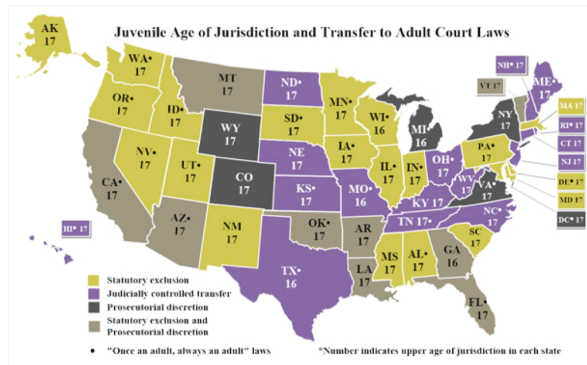 Juvenile Age of Jurisdiction and Transfer to Adult Court Laws
AK
17
WA•
17
OR•
17
ID•
17
MT
17
ND•
17
MN•
17
WI•
16
MI•
16
NY
17
VT 17
NH• 17
ME•
17
MA 17
RI• 17
CT 17
NJ 17
DE• 17
MD 17
DC• 17
WY
17
SD•
17
IA•
17
NE
17
NV•
17
UT•
17
CO
17
CA•
17
KS•
17
MO•
16
IL•
17
IN•
17
OH•
17
PA•
17
WV
17
VA•
17
KY 17
TN 17•
NC•
17
SC
17
AZ•
17
NM
17
OK•
17
AR
17
MS
17
AL•
17
GA
16
TX•
16
LA
17
FL•
17
HI• 17
Statutory exclusion
Judicially controlled transfer
Prosecutorial discretion
Statutory exclusion and
Prosecutorial discretion
• "Once an adult, always an adult" laws
*Number indicates upper age of jurisdiction in each state